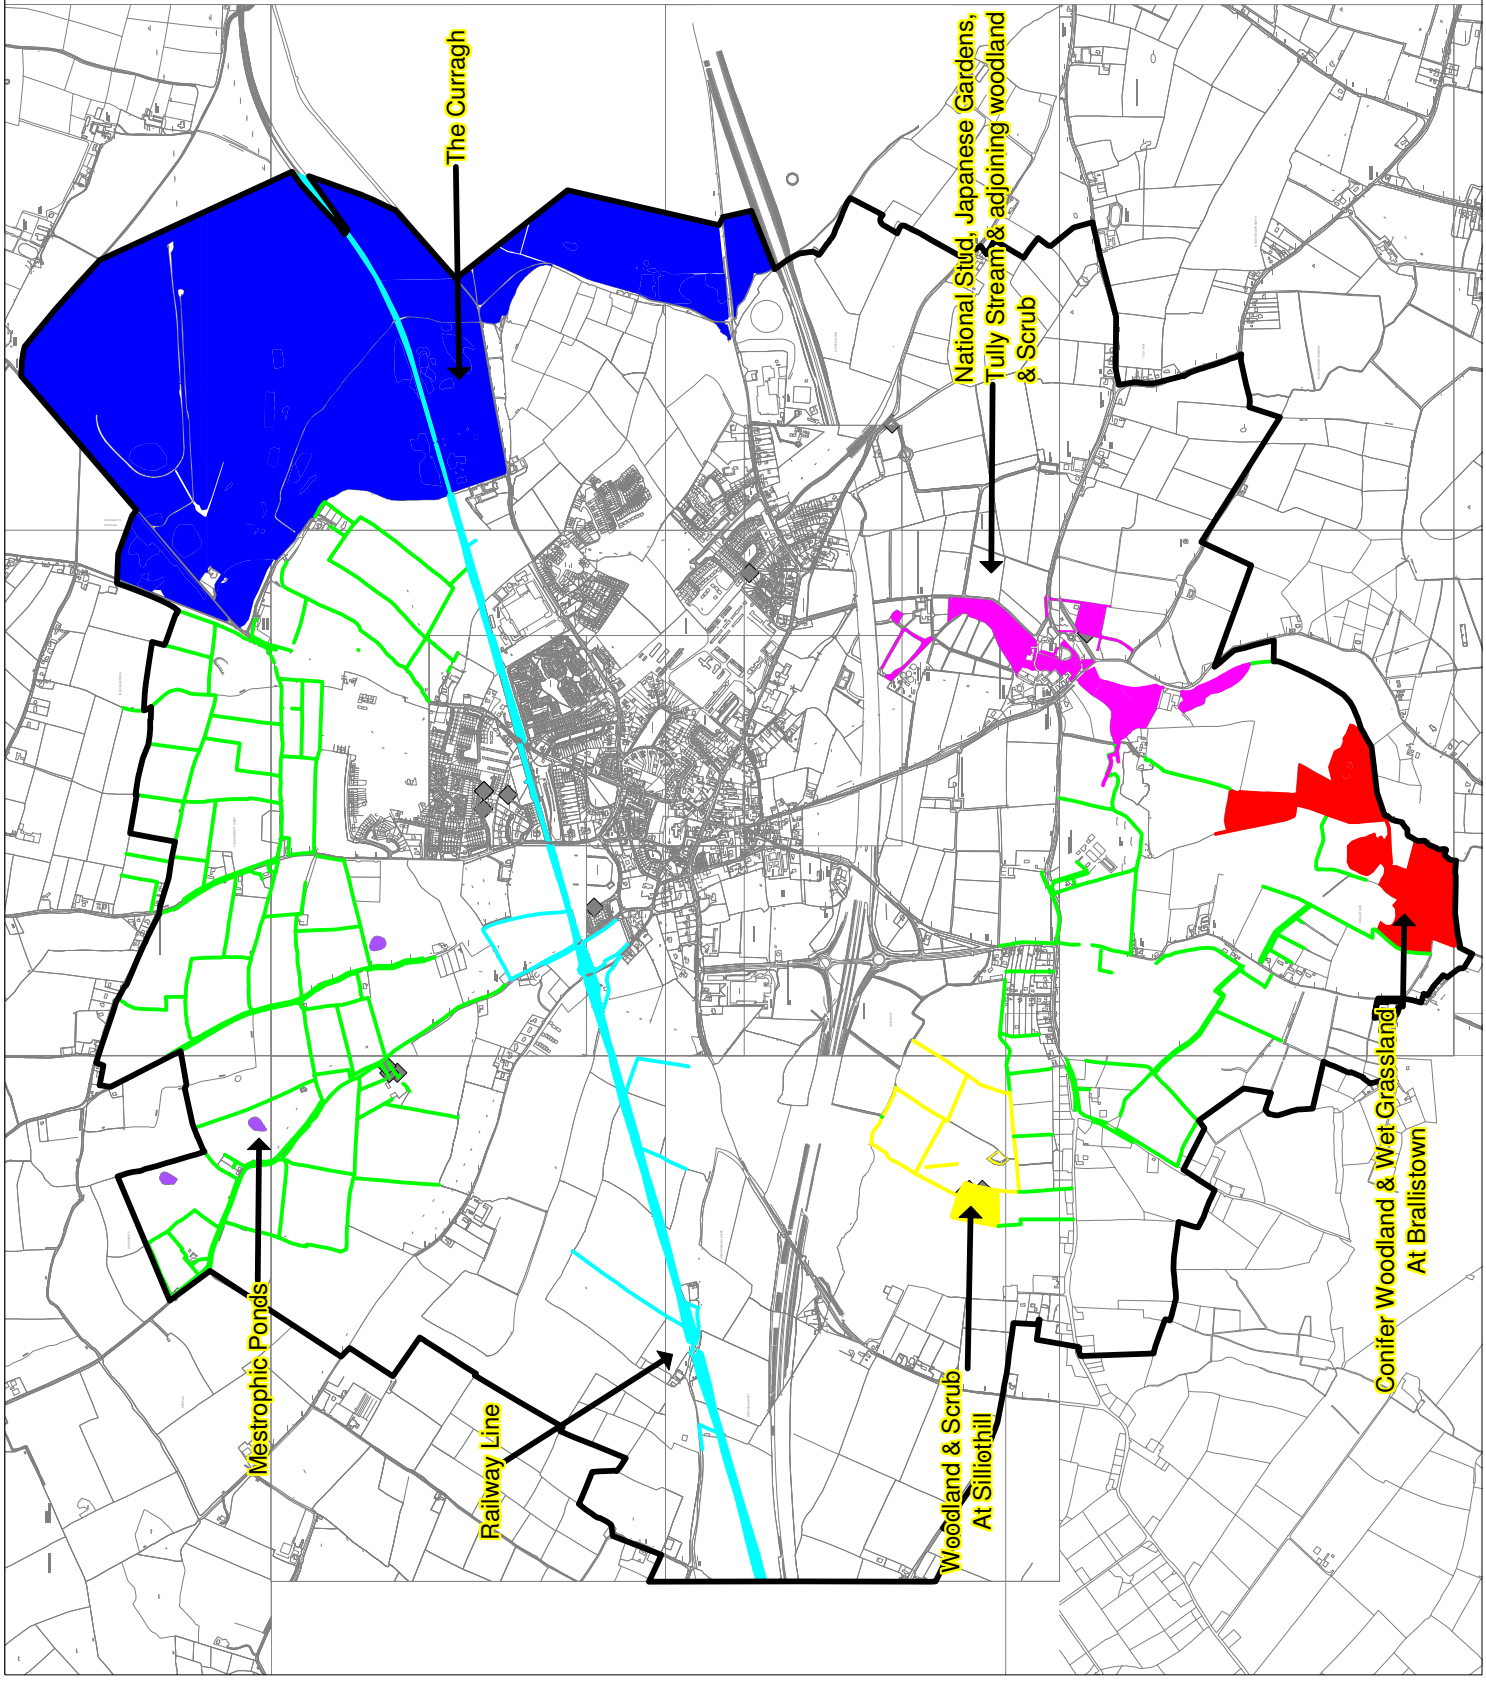 The Curragh
National Stud, Japanese Gardens,
Tully Stream & adjoining woodland
& Scrub
Mestrophic Ponds
Railway Line
Woodland & Scrub
At Silliothill
Conifer Woodland & Wet Grassland
At Brallistown